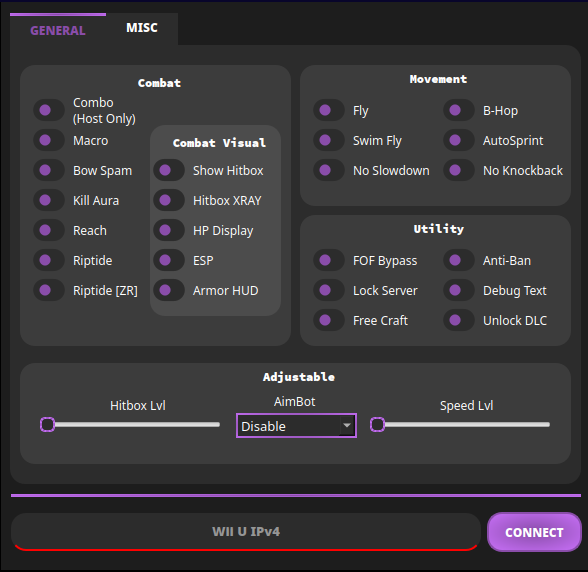 GENERAL
MISC
Combat
Combo
(Host Only)
Macro
Bow Spam
Kill Aura
Reach
Riptide
Riptide [ZR]
Combat Visual
Show Hitbox
Hitbox XRAY
HP Display
ESP
Armor HUD
Movement
Fly
B-Hop
Swim Fly
AutoSprint
No Slowdown
No Knockback
Utility
FOF Bypass
Anti-Ban
Lock Server
Debug Text
Free Craft
Unlock DLC
Adjustable
Hitbox Lvl
AimBot
Disable
Speed Lvl
WII U IPv4
CONNECT